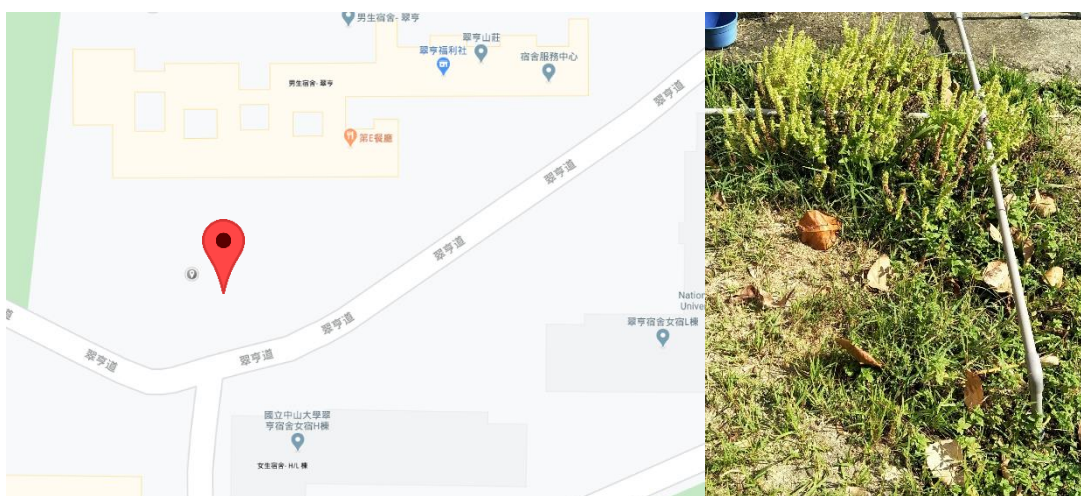 男生宿舍- 翠亨
翠亨福利社
翠亨山莊
宿舍服務中心
男生宿舍- 翠亨
第E餐廳
翠亨道
翠亨道
翠亨道
翠亨道
翠亨道
翠亨道
道
Nation
Univer
翠亨宿舍女宿L棟
國立中山大學翠
亨宿舍女宿H棟
女生宿舍- H/L 棟